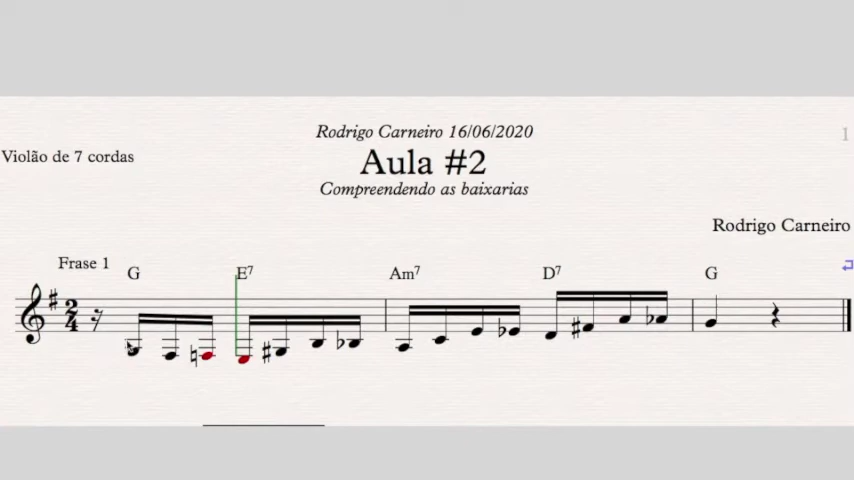 Rodrigo Carneiro 16/06/2020
1
Violão de 7 cordas
Aula #2
Compreendendo as baixarias
Rodrigo Carneiro
Frase 1
G E7 Am7 D7 G
2
4